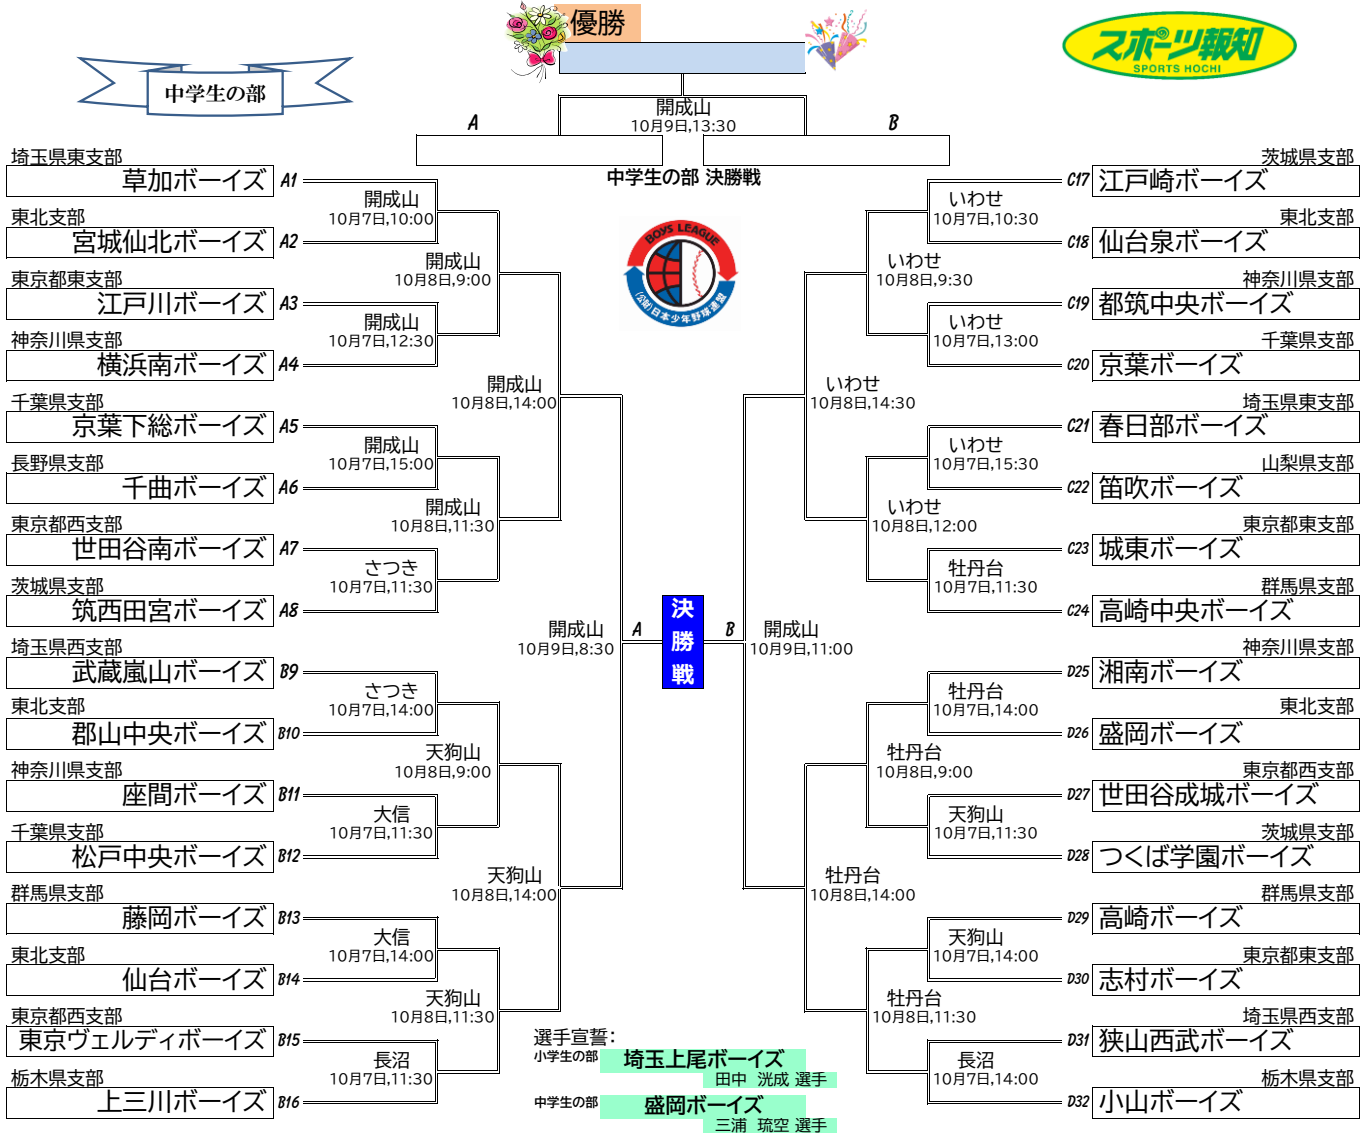 優勝
スポーツ報知
SPORTS HOCHI
中学生の部
開成山
10月9日,13:30
A
B
中学生の部 決勝戦
BOYS LEAGUE
(公財)日本少年野球連盟
埼玉県東支部
草加ボーイズ A1
開成山
10月7日,10:00
東北支部
宮城仙北ボーイズ A2
開成山
10月8日,9:00
東京都東支部
江戸川ボーイズ A3
開成山
10月7日,12:30
神奈川県支部
横浜南ボーイズ A4
開成山
10月8日,14:00
千葉県支部
京葉下総ボーイズ A5
開成山
10月7日,15:00
長野県支部
千曲ボーイズ A6
開成山
10月8日,11:30
東京都西支部
世田谷南ボーイズ A7
さつき
10月7日,11:30
茨城県支部
筑西田宮ボーイズ A8
開成山
10月9日,8:30
A
埼玉県西支部
武蔵嵐山ボーイズ B9
さつき
10月7日,14:00
東北支部
郡山中央ボーイズ B10
天狗山
10月8日,9:00
神奈川県支部
座間ボーイズ B11
大信
10月7日,11:30
千葉県支部
松戸中央ボーイズ B12
天狗山
10月8日,14:00
群馬県支部
藤岡ボーイズ B13
大信
10月7日,14:00
東北支部
仙台ボーイズ B14
天狗山
10月8日,11:30
東京都西支部
東京ヴェルディボーイズ B15
長沼
10月7日,11:30
栃木県支部
上三川ボーイズ B16
決
勝
戦
茨城県支部
C17 江戸崎ボーイズ
いわせ
10月7日,10:30
東北支部
C18 仙台泉ボーイズ
いわせ
10月8日,9:30
神奈川県支部
C19 都筑中央ボーイズ
いわせ
10月7日,13:00
千葉県支部
C20 京葉ボーイズ
いわせ
10月8日,14:30
埼玉県東支部
C21 春日部ボーイズ
いわせ
10月7日,15:30
山梨県支部
C22 笛吹ボーイズ
いわせ
10月8日,12:00
東京都東支部
C23 城東ボーイズ
牡丹台
10月7日,11:30
群馬県支部
C24 高崎中央ボーイズ
B
開成山
10月9日,11:00
神奈川県支部
D25 湘南ボーイズ
牡丹台
10月7日,14:00
東北支部
D26 盛岡ボーイズ
牡丹台
10月8日,9:00
東京都西支部
D27 世田谷成城ボーイズ
天狗山
10月7日,11:30
茨城県支部
D28 つくば学園ボーイズ
牡丹台
10月8日,14:00
群馬県支部
D29 高崎ボーイズ
天狗山
10月7日,14:00
東京都東支部
D30 志村ボーイズ
牡丹台
10月8日,11:30
埼玉県西支部
D31 狭山西武ボーイズ
長沼
10月7日,14:00
栃木県支部
D32 小山ボーイズ
選手宣誓：
小学生の部 埼玉上尾ボーイズ
田中 洸成 選手
中学生の部 盛岡ボーイズ
三浦 琉空 選手